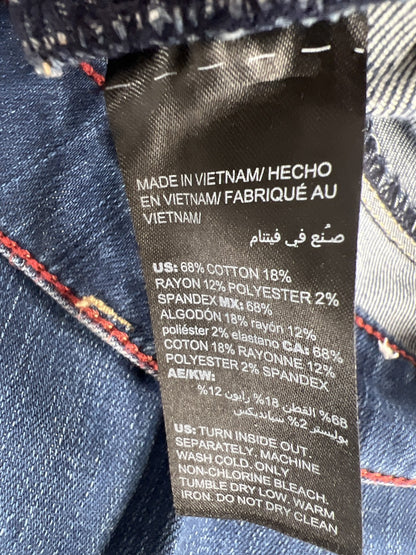 MADE IN VIETNAM/ HECHO
EN VIETNAM/ FABRIQUÉ AU
VIETNAM/
صُنع في فيتنام
US: 68% COTTON 18%
RAYON 12% POLYESTER 2%
SPANDEX MX: 68%
ALGODÓN 18% rayón 12%
poliéster 2% elastano CA: 68%
COTON 18% RAYONNE 12%
POLYESTER 2% SPANDEX
AE/KW:
68% القطن 18% رايون 12%
بوليستر 2% سبانديكس
US: TURN INSIDE OUT.
SEPARATELY, MACHINE
WASH COLD. ONLY
NON-CHLORINE BLEACH.
TUMBLE DRY LOW, WARM
IRON. DO NOT DRY CLEAN